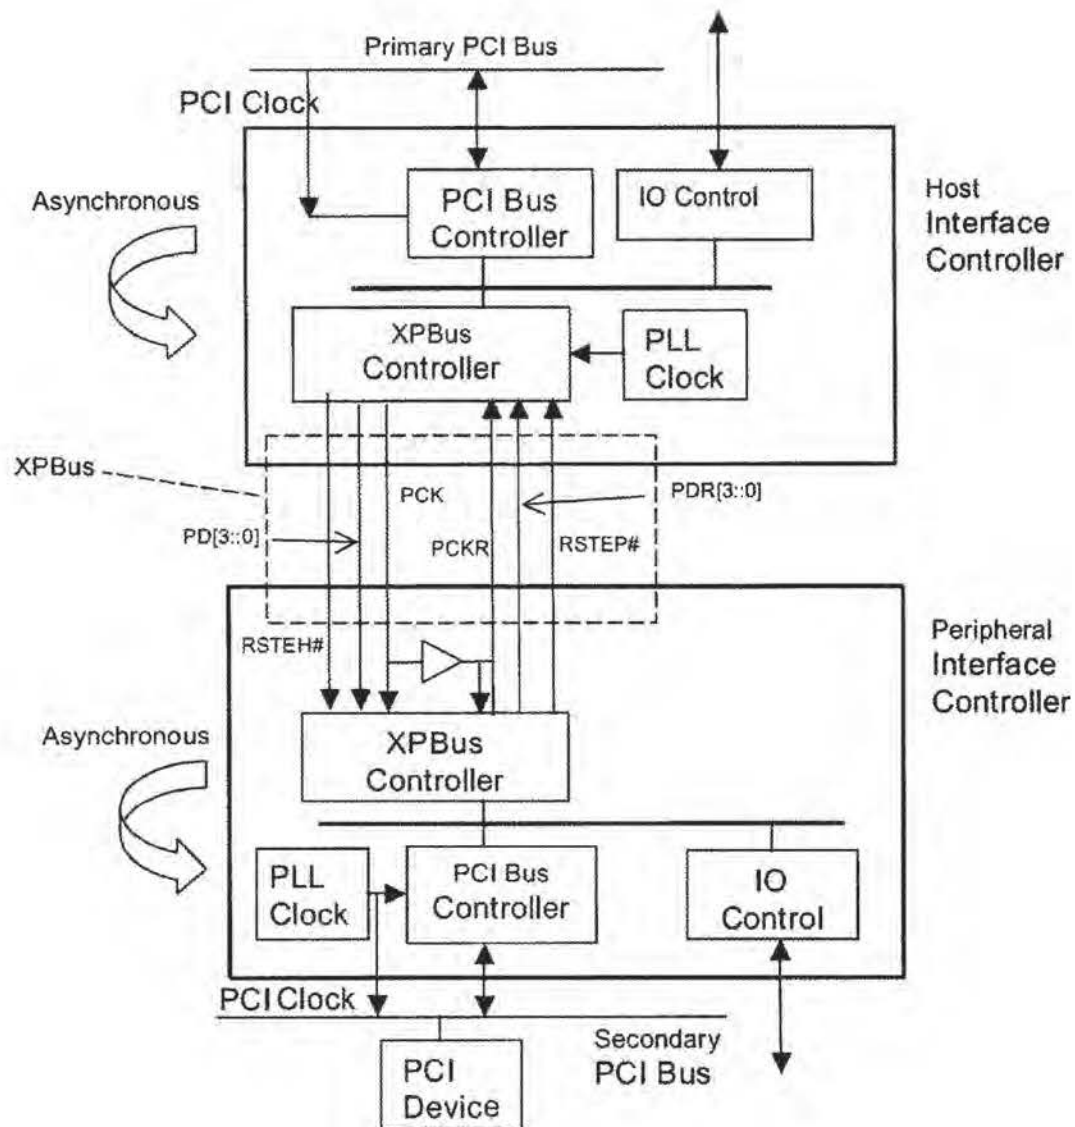 Primary PCI Bus
PCI Clock
Asynchronous
PCI Bus
Controller
IO Control
Host
Interface
Controller
XPBus
Controller
PLL
Clock
XPBus
PCK
PDR[3::0]
PD[3::0]
PCKR
RSTEP#
RSTEH#
Peripheral
Interface
Controller
Asynchronous
XPBus
Controller
PLL
Clock
PCI Bus
Controller
IO
Control
PCI Clock
Secondary
PCI Bus
PCI
Device